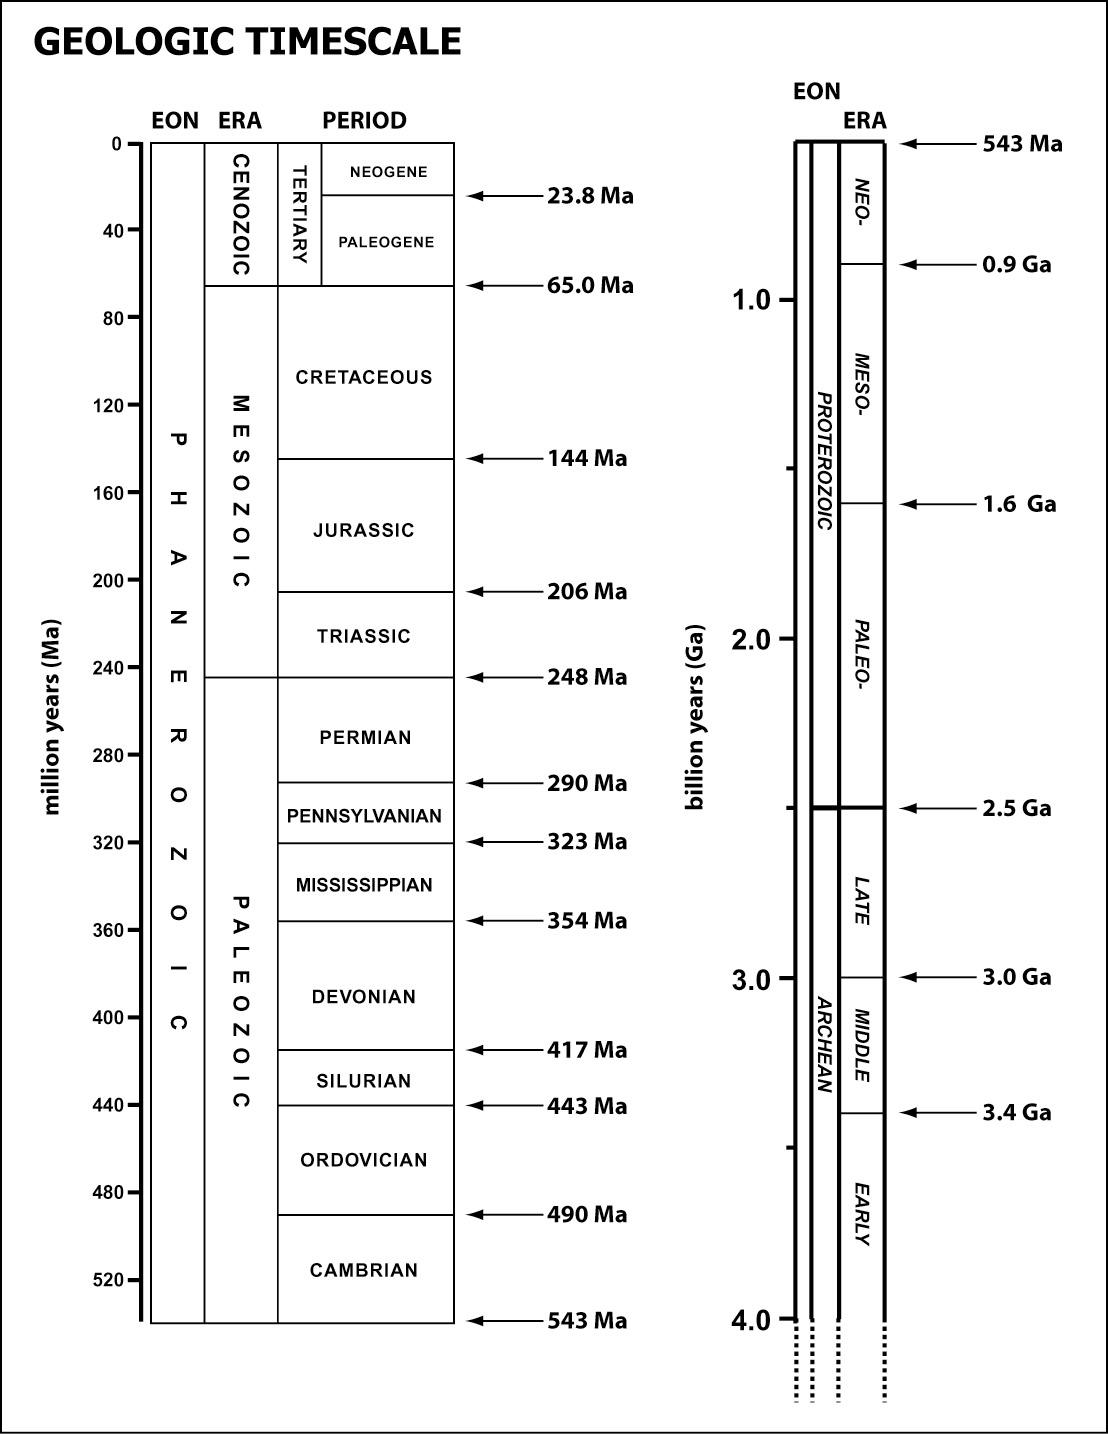 GEOLOGIC TIMESCALE
EON ERA PERIOD
0
40
80
120
160
200
240
280
320
360
400
440
480
520
million years (Ma)
PHANEROZOIC
CENOZOIC
MESOZOIC
PALEOZOIC
TERTIARY
NEOGENE
PALEOGENE
CRETACEOUS
JURASSIC
TRIASSIC
PERMIAN
PENNSYLVANIAN
MISSISSIPPIAN
DEVONIAN
SILURIAN
ORDOVICIAN
CAMBRIAN
23.8 Ma
65.0 Ma
144 Ma
206 Ma
248 Ma
290 Ma
323 Ma
354 Ma
417 Ma
443 Ma
490 Ma
543 Ma
EON
ERA
1.0
2.0
3.0
4.0
billion years (Ga)
PROTEROZOIC
ARCHEAN
NEO-
MESO-
PALEO-
LATE
MIDDLE
EARLY
543 Ma
0.9 Ga
1.6 Ga
2.5 Ga
3.0 Ga
3.4 Ga